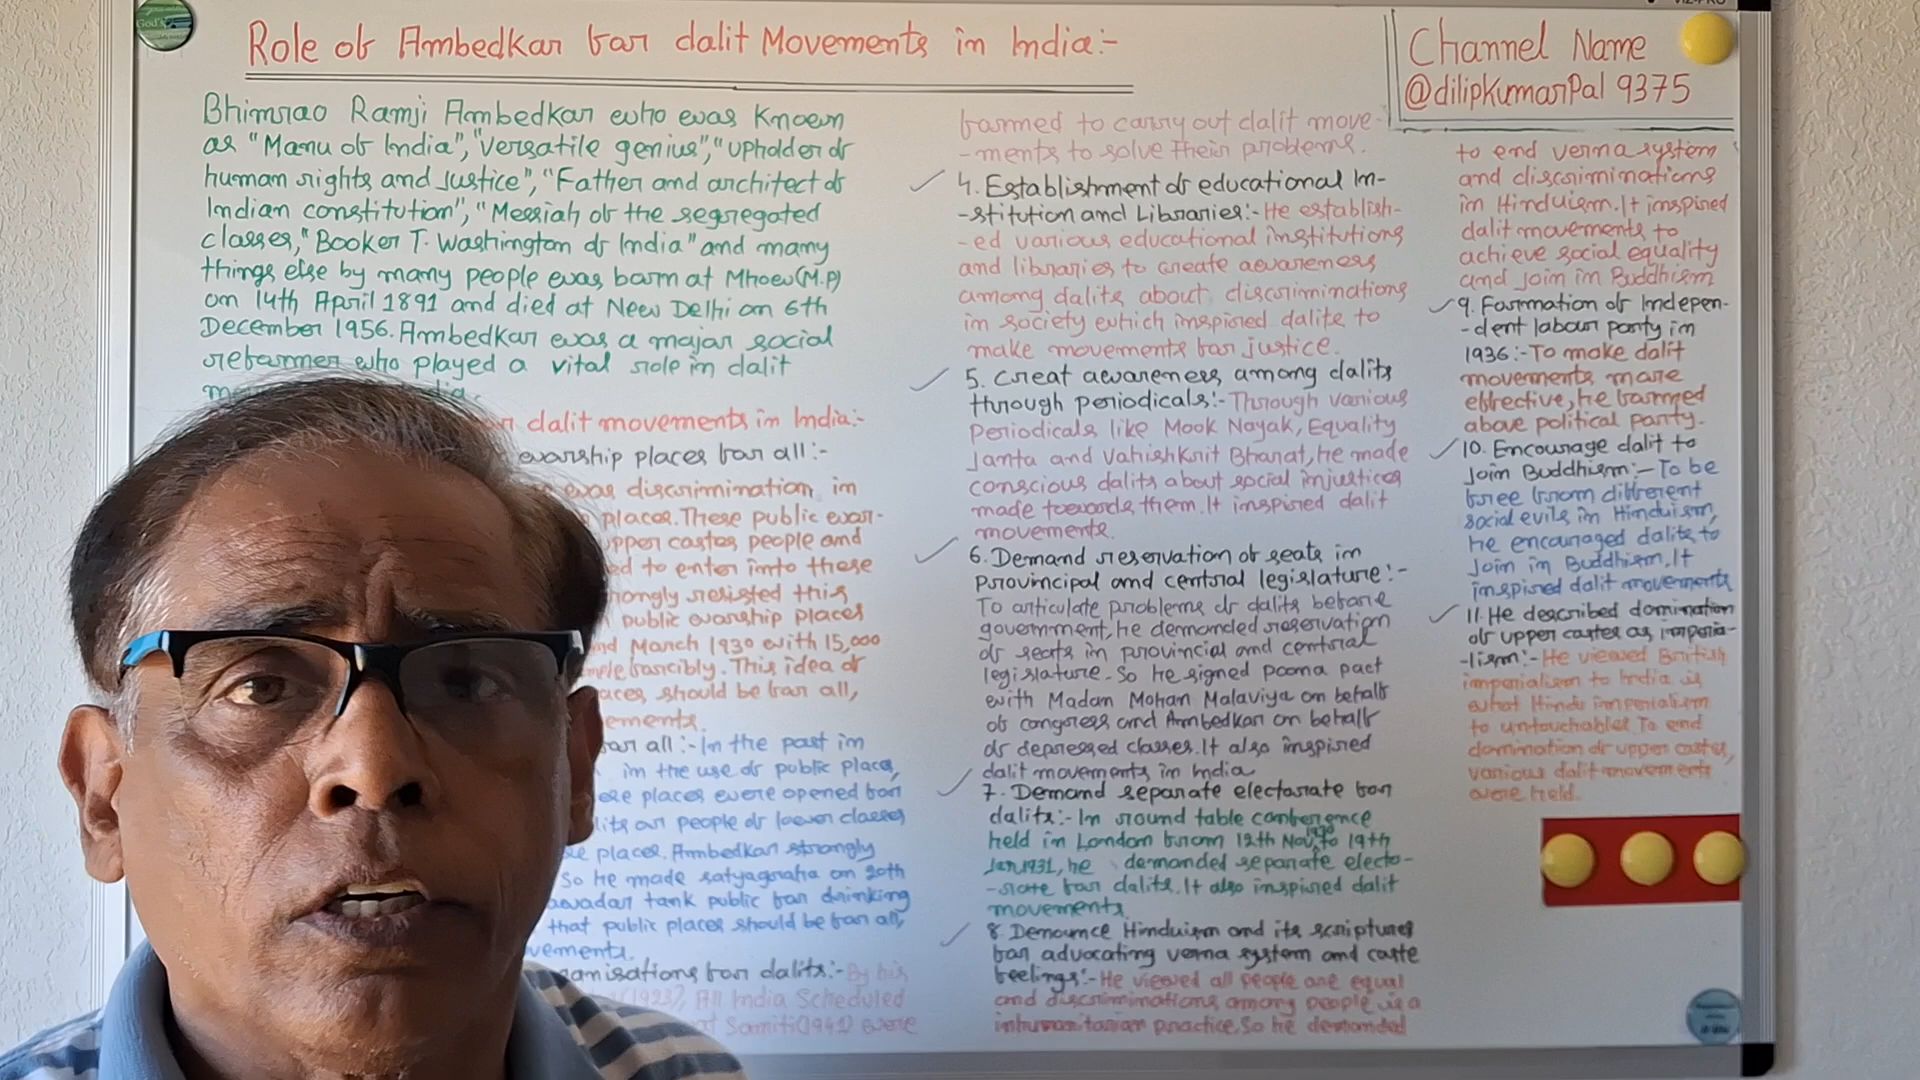 Role of Ambedkar for dalit Movements in India:-
Channel Name
@dilipKumarPal 9375
Bhimrao Ramji Ambedkar who was Known
as "Manu of India", "Versatile genius", "upholder of
human rights and justice", "Father and architect of
Indian constitution", "Messiah of the segregated
classes, "Booker T. Washington of India" and many
things else by many people was born at Mhow (M.P)
on 14th April 1891 and died at New Delhi on 6th
December 1956. Ambedkar was a major social
reformer who played a vital role in dalit
dalit movements in India:-
worship places for all:-
was discrimination in
places. These public wor-
upper castes people and
ed to enter into these
strongly resisted this
public worship places
March 1930 with 15,000
forcibly. This idea of
should be for all,
for all:- In the past in
in the use of public place,
places were opened for
or people of lower classes
places. Ambedkar strongly
So he made satyagraha on 20th
tank public for drinking
that public places should be for all,
organisations for dalits:- By his
(1923), All India Scheduled
Samiti (1941) were
formed to carry out dalit move-
-ments to solve their problems.
4. Establishment of educational In-
-stitution and Libraries:- He establish-
-ed various educational institutions
and libraries to create awareness
among dalits about discriminations
in society which inspired dalits to
make movements for justice.
5. Creat awareness among dalits
through periodicals:- Through various
Periodicals like Mook Nayak, Equality
Janta and Vahishkrit Bharat, he made
conscious dalits about social injustices
made towards them. It inspired dalit
movements.
6. Demand reservation of seats in
provincipal and central legislature:-
To articulate problems of dalits before
government, he demanded reservation
of seats in provincial and central
legislature. So he signed poona pact
with Madan Mohan Malaviya on behalf
of congress and Ambedkar on behalf
of depressed classes. It also inspired
dalit movements in India
7. Demand separate electorate for
dalits:- In round table conference
held in London from 12th Nov, 1930 to 19th
Jan, 1931, he demanded separate electo-
-rate for dalits. It also inspired dalit
movements.
8. Denounce Hinduism and its scriptures
for advocating verna system and caste
feelings:- He viewed all people are equal
and discriminations among people is a
inhumanitarian practice. So he demanded
to end verna system
and discriminations
in Hinduism. It inspired
dalit movements to
achieve social equality
and join in Buddhism
9. Formation of Indepen-
-dent labour party in
1936:- To make dalit
movements more
effective, he formed
above political party.
10. Encourage dalit to
join Buddhism:- To be
free from different
social evils in Hinduism,
he encouraged dalits to
join in Buddhism. It
inspired dalit movements
11. He described domination
of upper castes as imperia-
-lism:- He viewed British
imperialism to India is
what Hindu imperialism
to untouchables. To end
domination of upper castes,
various dalit movements
were held.